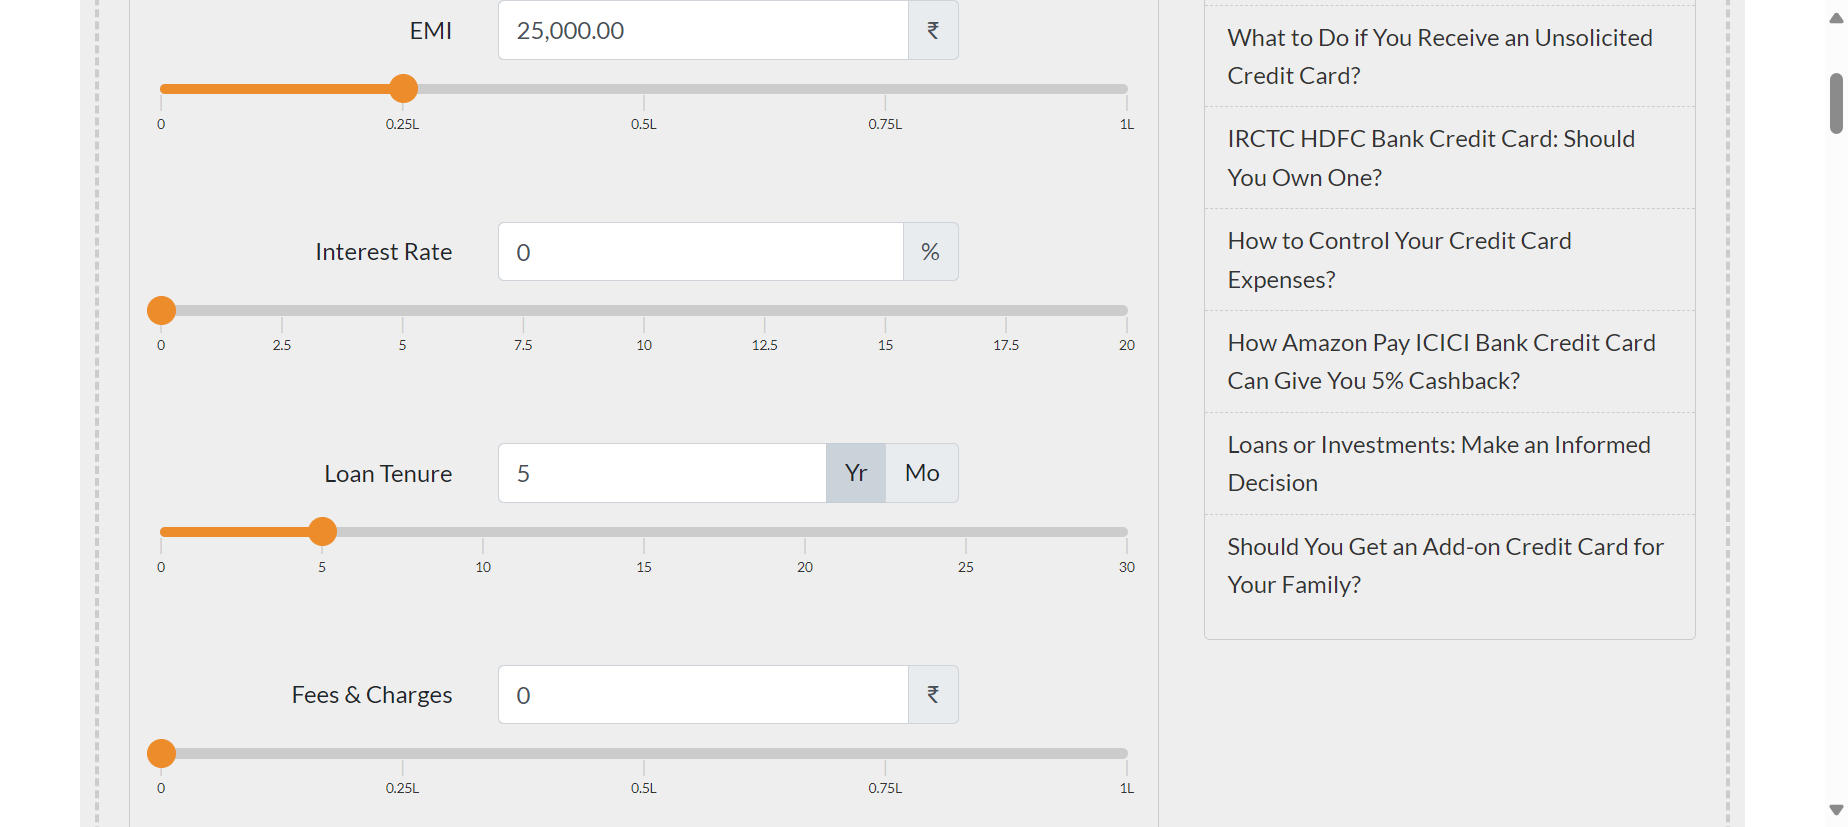 EMI
25,000.00 ₹
0 0.25L 0.5L 0.75L 1L
Interest Rate
0 %
0 2.5 5 7.5 10 12.5 15 17.5 20
Loan Tenure
5 Yr Mo
0 5 10 15 20 25 30
Fees & Charges
0 ₹
0 0.25L 0.5L 0.75L 1L
What to Do if You Receive an Unsolicited
Credit Card?
IRCTC HDFC Bank Credit Card: Should
You Own One?
How to Control Your Credit Card
Expenses?
How Amazon Pay ICICI Bank Credit Card
Can Give You 5% Cashback?
Loans or Investments: Make an Informed
Decision
Should You Get an Add-on Credit Card for
Your Family?